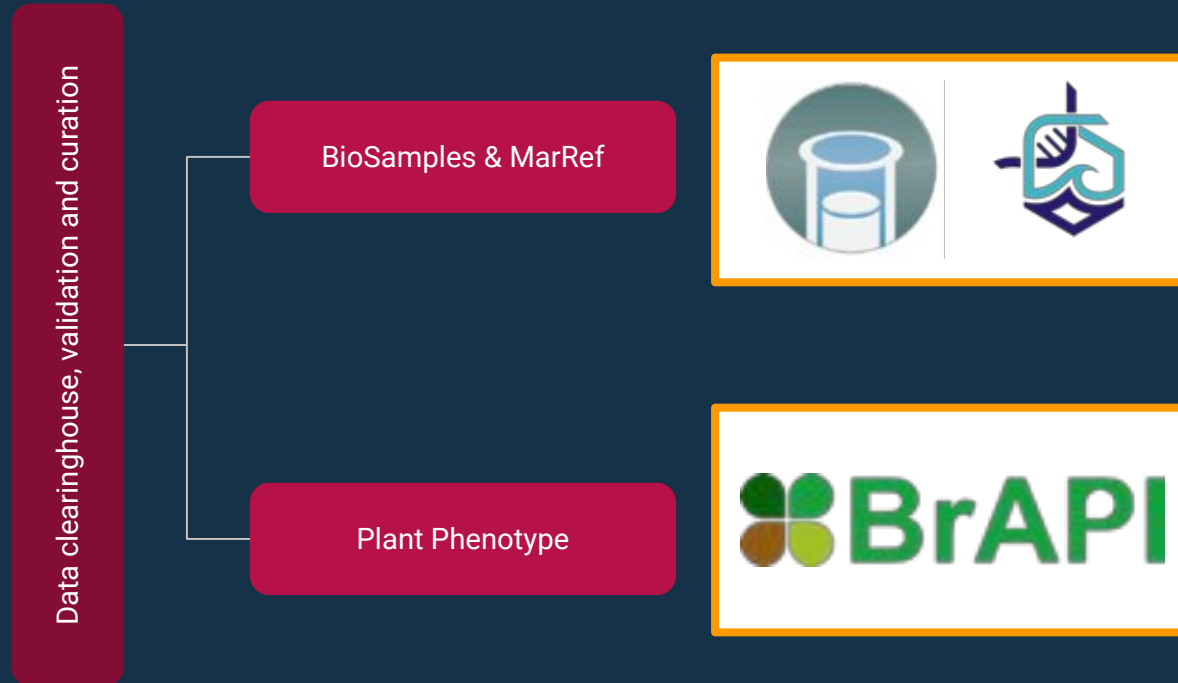 Data clearinghouse, validation and curation
BioSamples & MarRef
Plant Phenotype
BrAPI